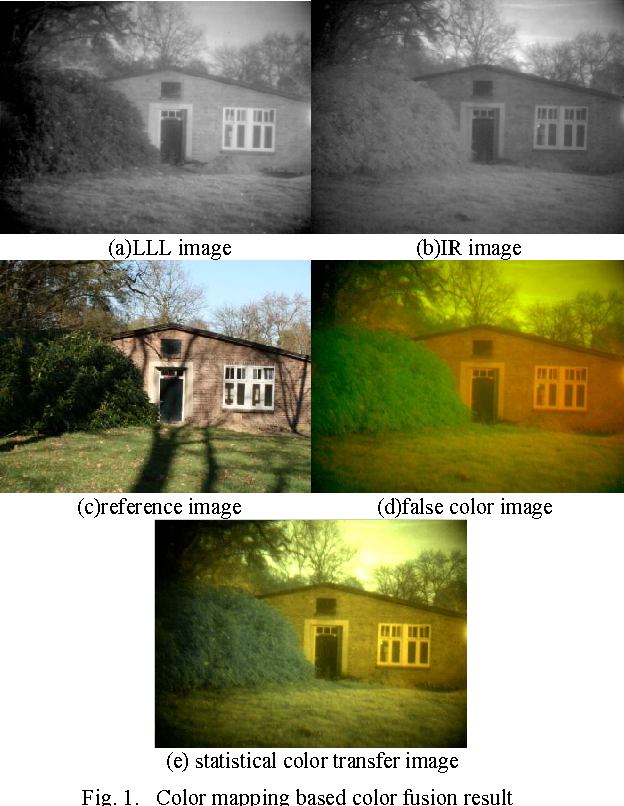 (a)LLL image
(b)IR image
(c)reference image
(d)false color image
(e) statistical color transfer image
Fig. 1. Color mapping based color fusion result